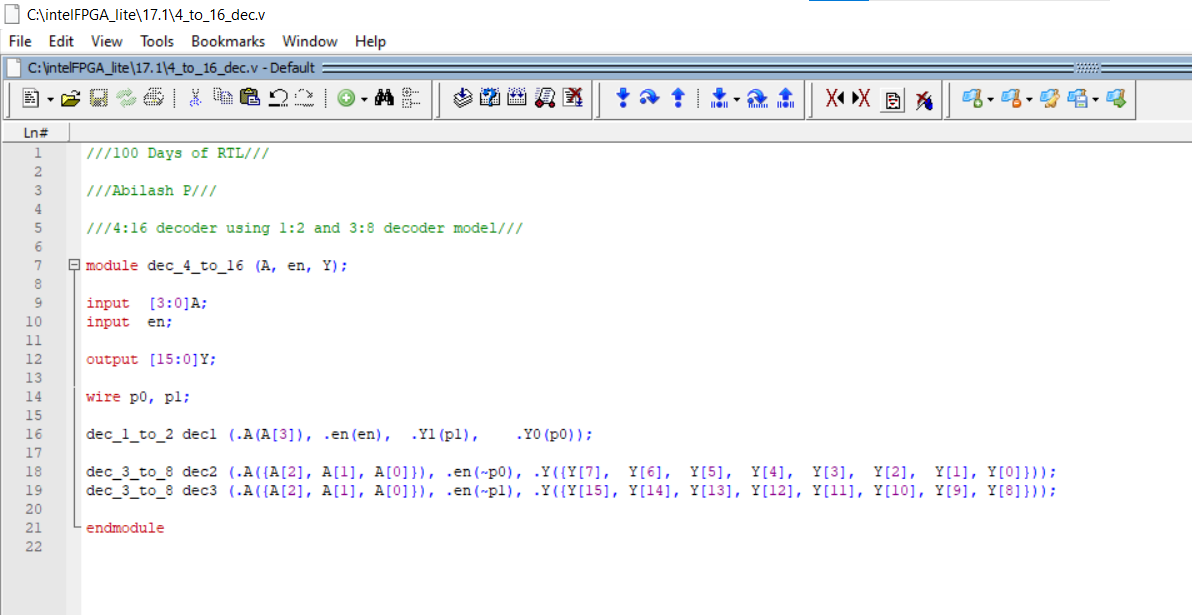 C:\intelFPGA_lite\17.1\4_to_16_dec.v
File Edit View Tools Bookmarks Window Help
C:\intelFPGA_lite\17.1\4_to_16_dec.v - Default
Ln#
1 ///100 Days of RTL///
2
3 ///Abilash P///
4
5 ///4:16 decoder using 1:2 and 3:8 decoder model///
6
7 module dec_4_to_16 (A, en, Y);
8
9 input [3:0]A;
10 input en;
11
12 output [15:0]Y;
13
14 wire p0, p1;
15
16 dec_1_to_2 dec1 (.A(A[3]), .en(en), .Y1(p1), .Y0(p0));
17
18 dec_3_to_8 dec2 (.A({A[2], A[1], A[0]}), .en(~p0), .Y({Y[7], Y[6], Y[5], Y[4], Y[3], Y[2], Y[1], Y[0]}));
19 dec_3_to_8 dec3 (.A({A[2], A[1], A[0]}), .en(~p1), .Y({Y[15], Y[14], Y[13], Y[12], Y[11], Y[10], Y[9], Y[8]}));
20
21 endmodule
22